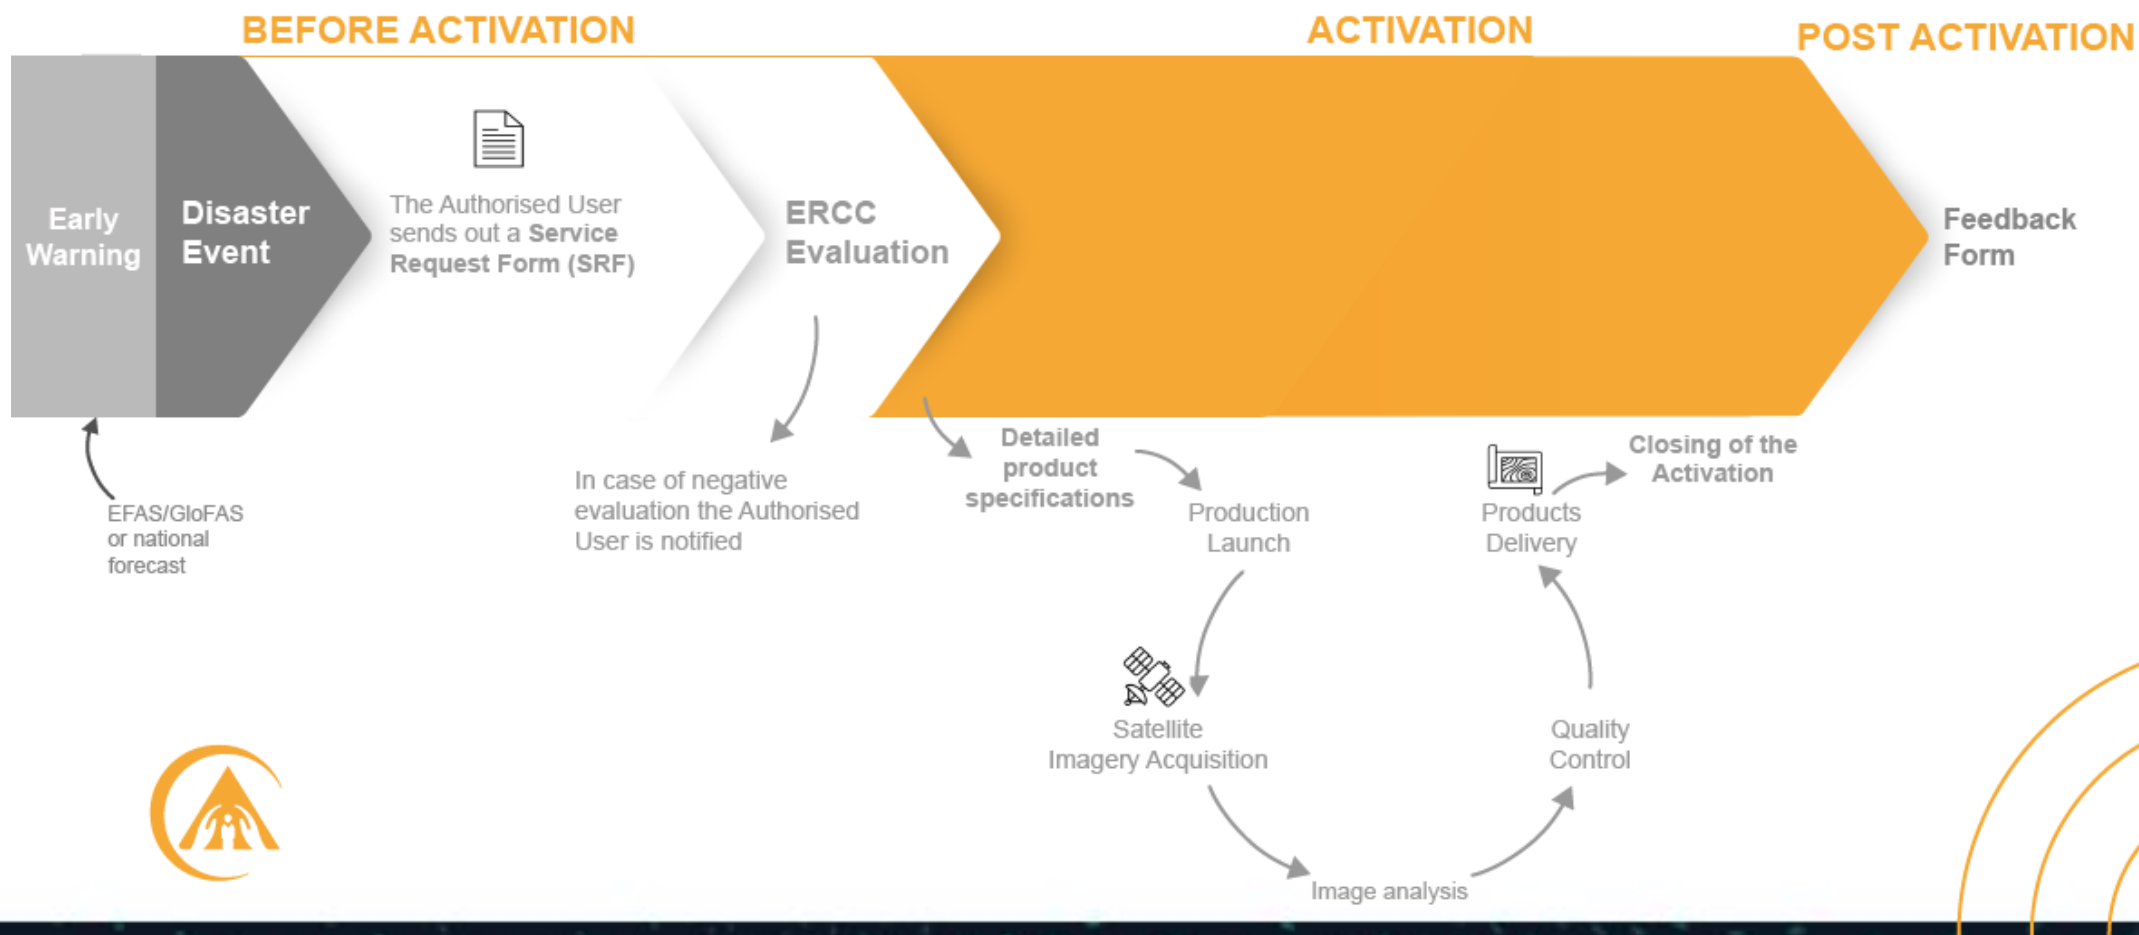 BEFORE ACTIVATION
ACTIVATION
POST ACTIVATION
Early
Warning
Disaster
Event
The Authorised User
sends out a Service
Request Form (SRF)
ERCC
Evaluation
Feedback
Form
EFAS/GloFAS
or national
forecast
In case of negative
evaluation the Authorised
User is notified
Detailed
product
specifications
Production
Launch
Satellite
Imagery Acquisition
Image analysis
Quality
Control
Products
Delivery
Closing of the
Activation